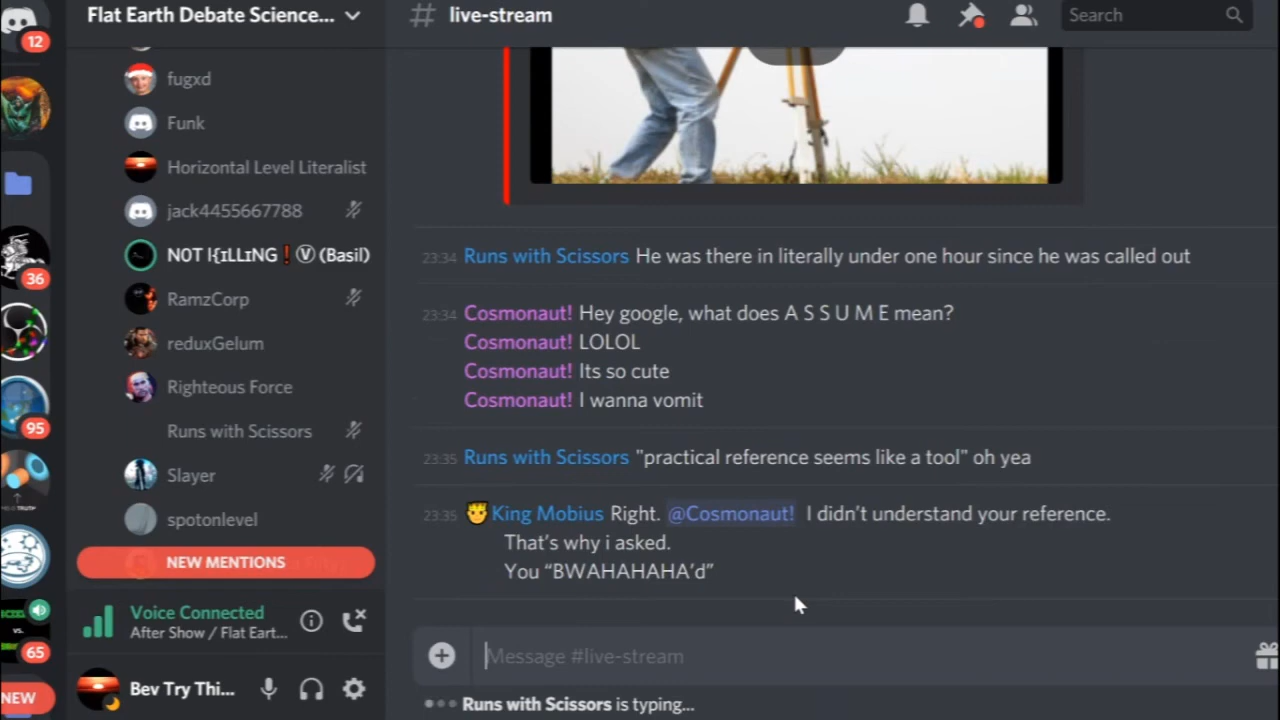 12
36
95
65
NEW
Flat Earth Debate Science...
fugxd
Funk
Horizontal Level Literalist
jack4455667788
NOT |{ɪLLɪNG❗Ⓥ (Basil)
RamzCorp
reduxGelum
Righteous Force
Runs with Scissors
Slayer
spotonlevel
NEW MENTIONS
Voice Connected
After Show / Flat Eart...
Bev Try Thi...
# live-stream
Search
23:34 Runs with Scissors He was there in literally under one hour since he was called out
23:34 Cosmonaut! Hey google, what does A S S U M E mean?
Cosmonaut! LOLOL
Cosmonaut! Its so cute
Cosmonaut! I wanna vomit
23:35 Runs with Scissors "practical reference seems like a tool" oh yea
23:35 King Mobius Right. @Cosmonaut! I didn’t understand your reference.
That’s why i asked.
You “BWAHAHAHA’d”
Message #live-stream
Runs with Scissors is typing...